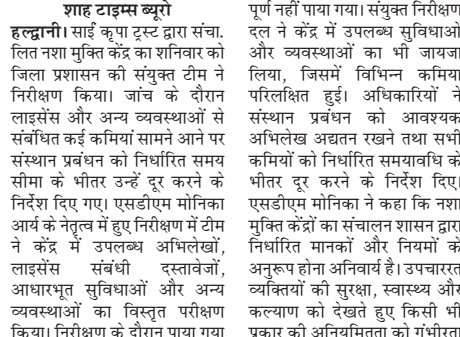 शाह टाइम्स ब्यूरो
हल्द्वानी। साईं कृपा ट्रस्ट द्वारा संचा.
लित नशा मुक्ति केंद्र का शनिवार को
जिला प्रशासन की संयुक्त टीम ने
निरीक्षण किया। जांच के दौरान
लाइसेंस और अन्य व्यवस्थाओं से
संबंधित कई कमियां सामने आने पर
संस्थान प्रबंधन को निर्धारित समय
सीमा के भीतर उन्हें दूर करने के
निर्देश दिए गए। एसडीएम मोनिका
आर्य के नेतृत्व में हुए निरीक्षण में टीम
ने केंद्र में उपलब्ध अभिलेखों,
लाइसेंस संबंधी दस्तावेजों,
आधारभूत सुविधाओं और अन्य
व्यवस्थाओं का विस्तृत परीक्षण
किया। निरीक्षण के दौरान पाया गया
पूर्ण नहीं पाया गया। संयुक्त निरीक्षण
दल ने केंद्र में उपलब्ध सुविधाओ
और व्यवस्थाओं का भी जायजा
लिया, जिसमें विभिन्न कमिया
परिलक्षित हुई। अधिकारियों ने
संस्थान प्रबंधन को आवश्यक
अभिलेख अद्यतन रखने तथा सभी
कमियों को निर्धारित समयावधि के
भीतर दूर करने के निर्देश दिए।
एसडीएम मोनिका ने कहा कि नशा
मुक्ति केंद्रों का संचालन शासन द्वारा
निर्धारित मानकों और नियमों के
अनुरूप होना अनिवार्य है। उपचाररत
व्यक्तियों की सुरक्षा, स्वास्थ्य और
कल्याण को देखते हुए किसी भी
प्रकार की अनियमितता को गंभीरता